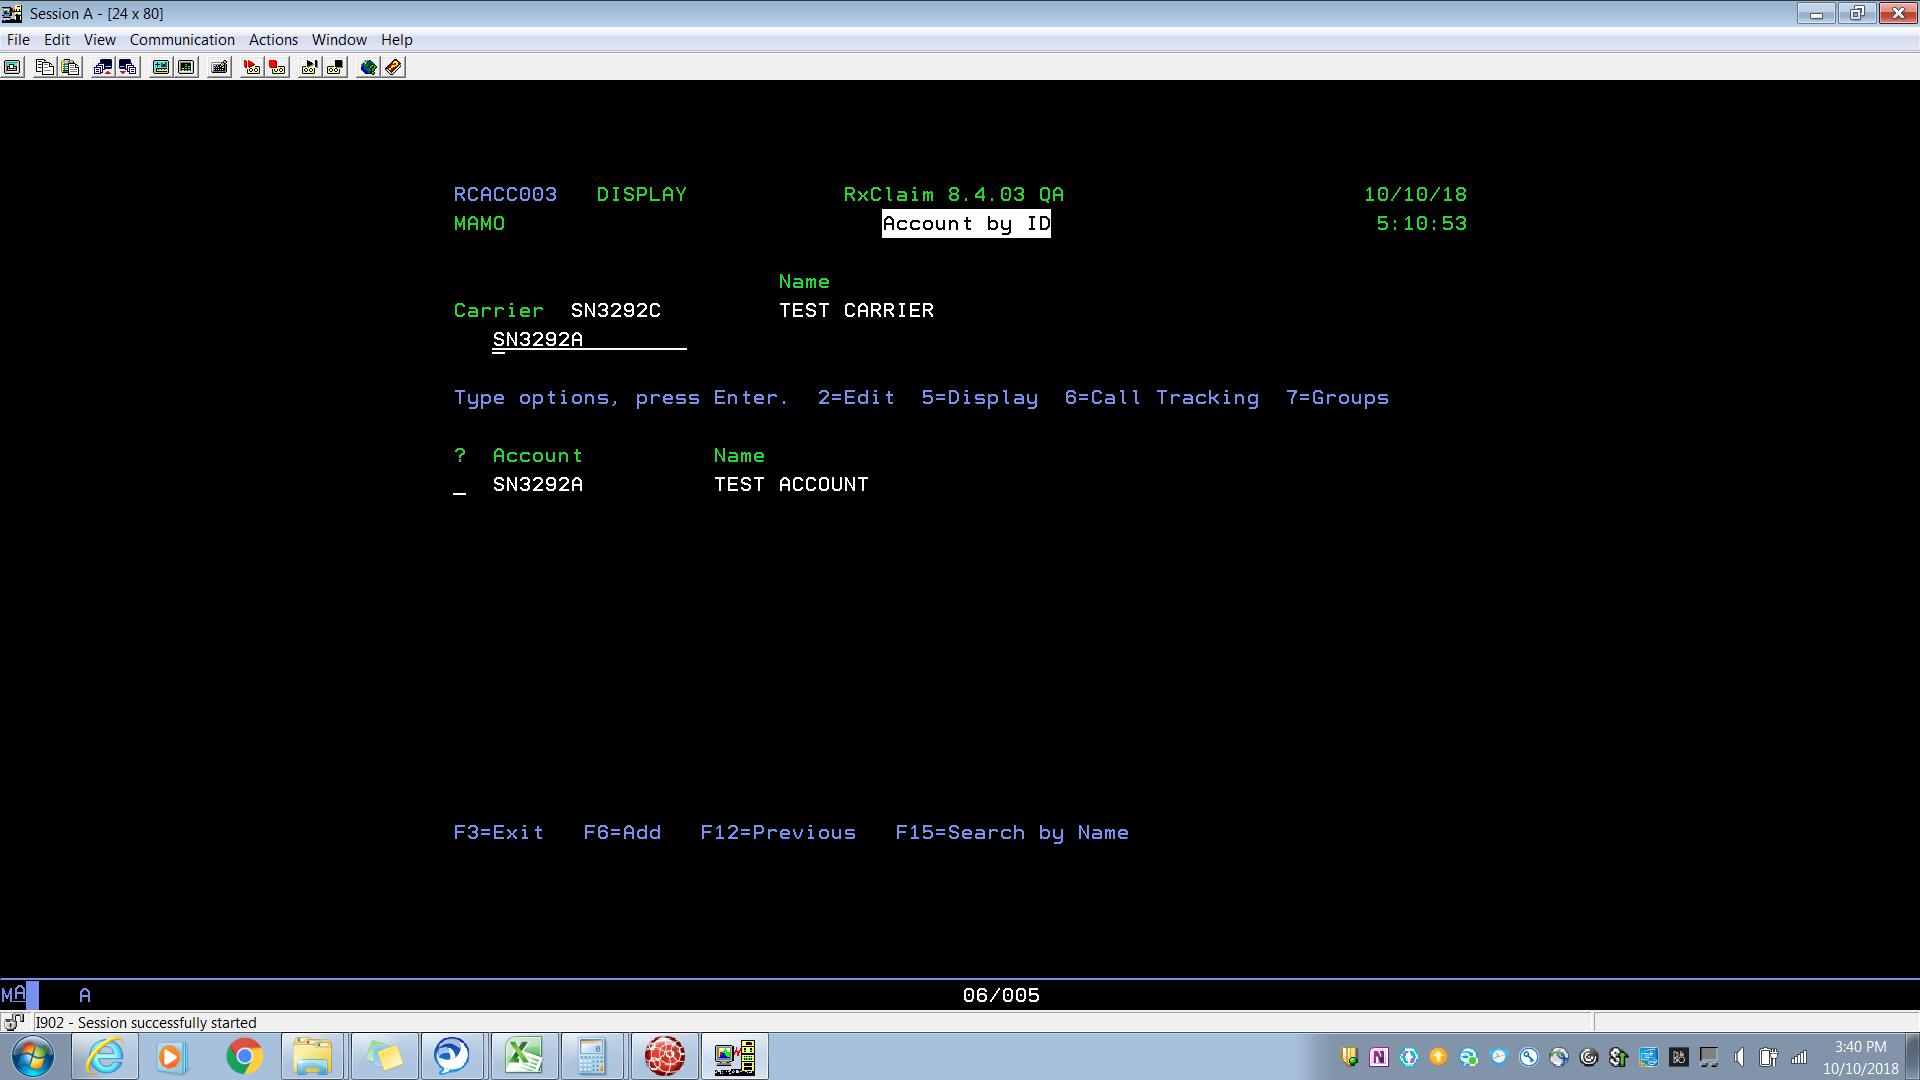 Session A - [24 x 80]
File Edit View Communication Actions Window Help
RCACC003 DISPLAY RxClaim 8.4.03 QA 10/10/18
MAMO Account by ID 5:10:53
Name
Carrier SN3292C TEST CARRIER
SN3292A
Type options, press Enter. 2=Edit 5=Display 6=Call Tracking 7=Groups
? Account Name
_ SN3292A TEST ACCOUNT
F3=Exit F6=Add F12=Previous F15=Search by Name
MA A 06/005
I902 - Session successfully started
3:40 PM
10/10/2018